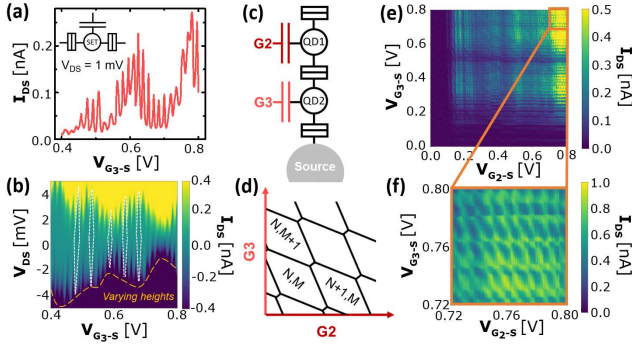 (a)
I_DS [nA]
0.2
0.1
0.0
SET
V_DS = 1 mV
0.4 0.5 0.6 0.7 0.8
V_G3-S [V]
(b)
V_DS [mV]
4
2
0
-2
-4
Varying heights
0.4 0.6 0.8
V_G3-S [V]
0.4
0.2
0.0
-0.2
-0.4
I_DS [nA]
(c)
G2
QD1
G3
QD2
Source
(d)
G3
N,M+1
N,M
N+1,M
G2
(e)
V_G3-S [V]
0.8
0.6
0.4
0.2
0.0
0.0 0.2 0.4 0.6 0.8
V_G2-S [V]
0.5
0.4
0.3
0.2
0.1
0.0
I_DS [nA]
(f)
V_G3-S [V]
0.80
0.76
0.72
0.72 0.76 0.80
V_G2-S [V]
1.0
0.8
0.6
0.4
0.2
0.0
I_DS [nA]